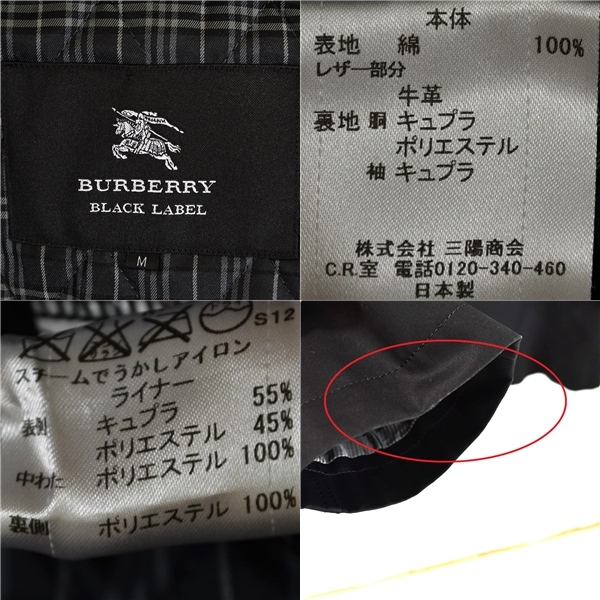 BURBERRY
BLACK LABEL
M
本体
表地 綿 100%
レザー部分
牛革
裏地 胴 キュプラ
ポリエステル
袖 キュプラ
株式会社 三陽商会
C.R.室 電話0120-340-460
日本製
S12
スチームでうかしアイロン
ライナー
表側 キュプラ 55%
ポリエステル 45%
中わた ポリエステル 100%
裏側 ポリエステル 100%